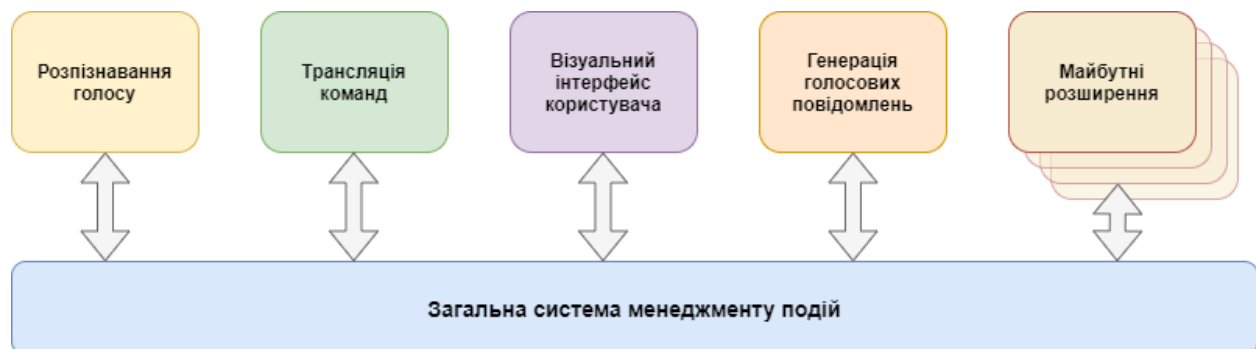 Розпізнавання
голосу
Трансляція
команд
Візуальний
інтерфейс
користувача
Генерація
голосових
повідомлень
Майбутні
розширення
Загальна система менеджменту подій